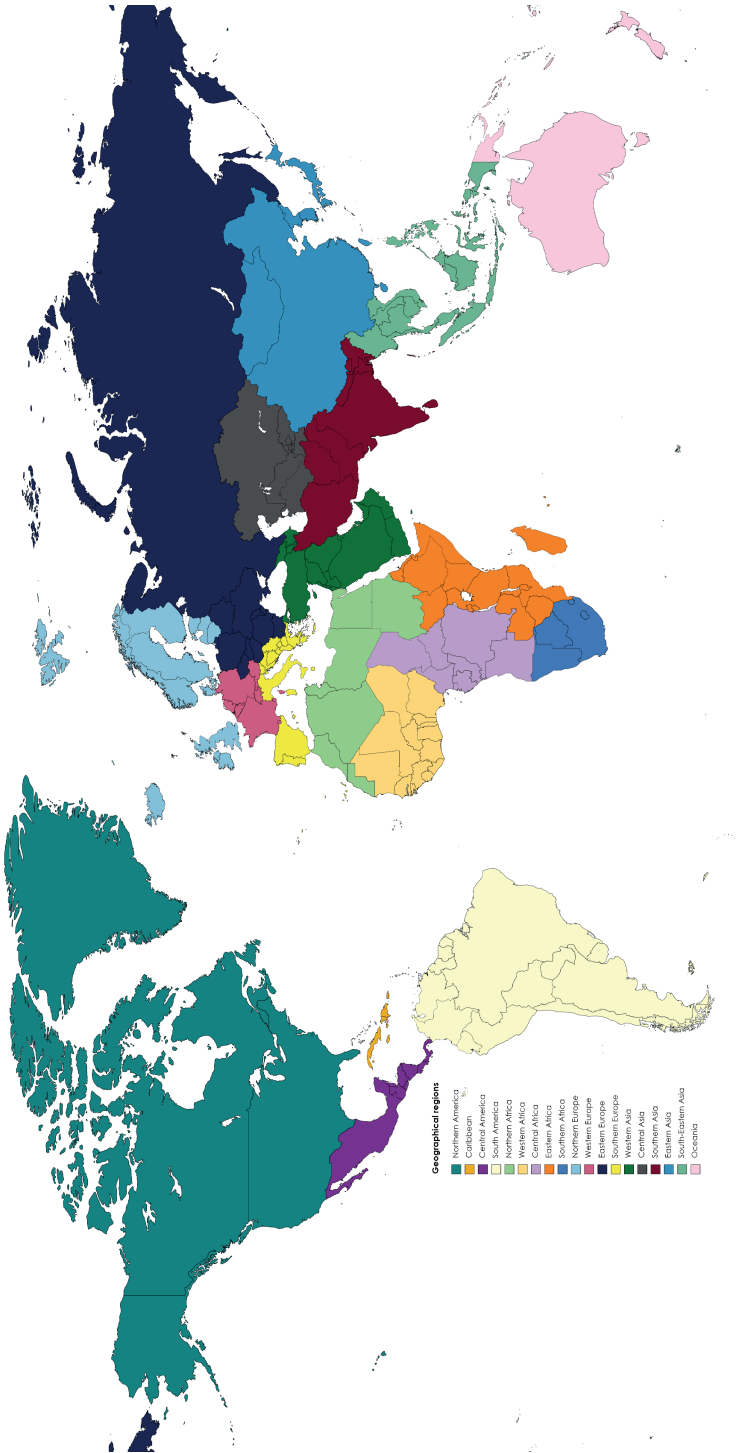 Geographical regions
Northern America
Caribbean
Central America
South America
Northern Africa
Western Africa
Central Africa
Eastern Africa
Southern Africa
Northern Europe
Western Europe
Eastern Europe
Southern Europe
Western Asia
Central Asia
Southern Asia
Eastern Asia
South-Eastern Asia
Oceania